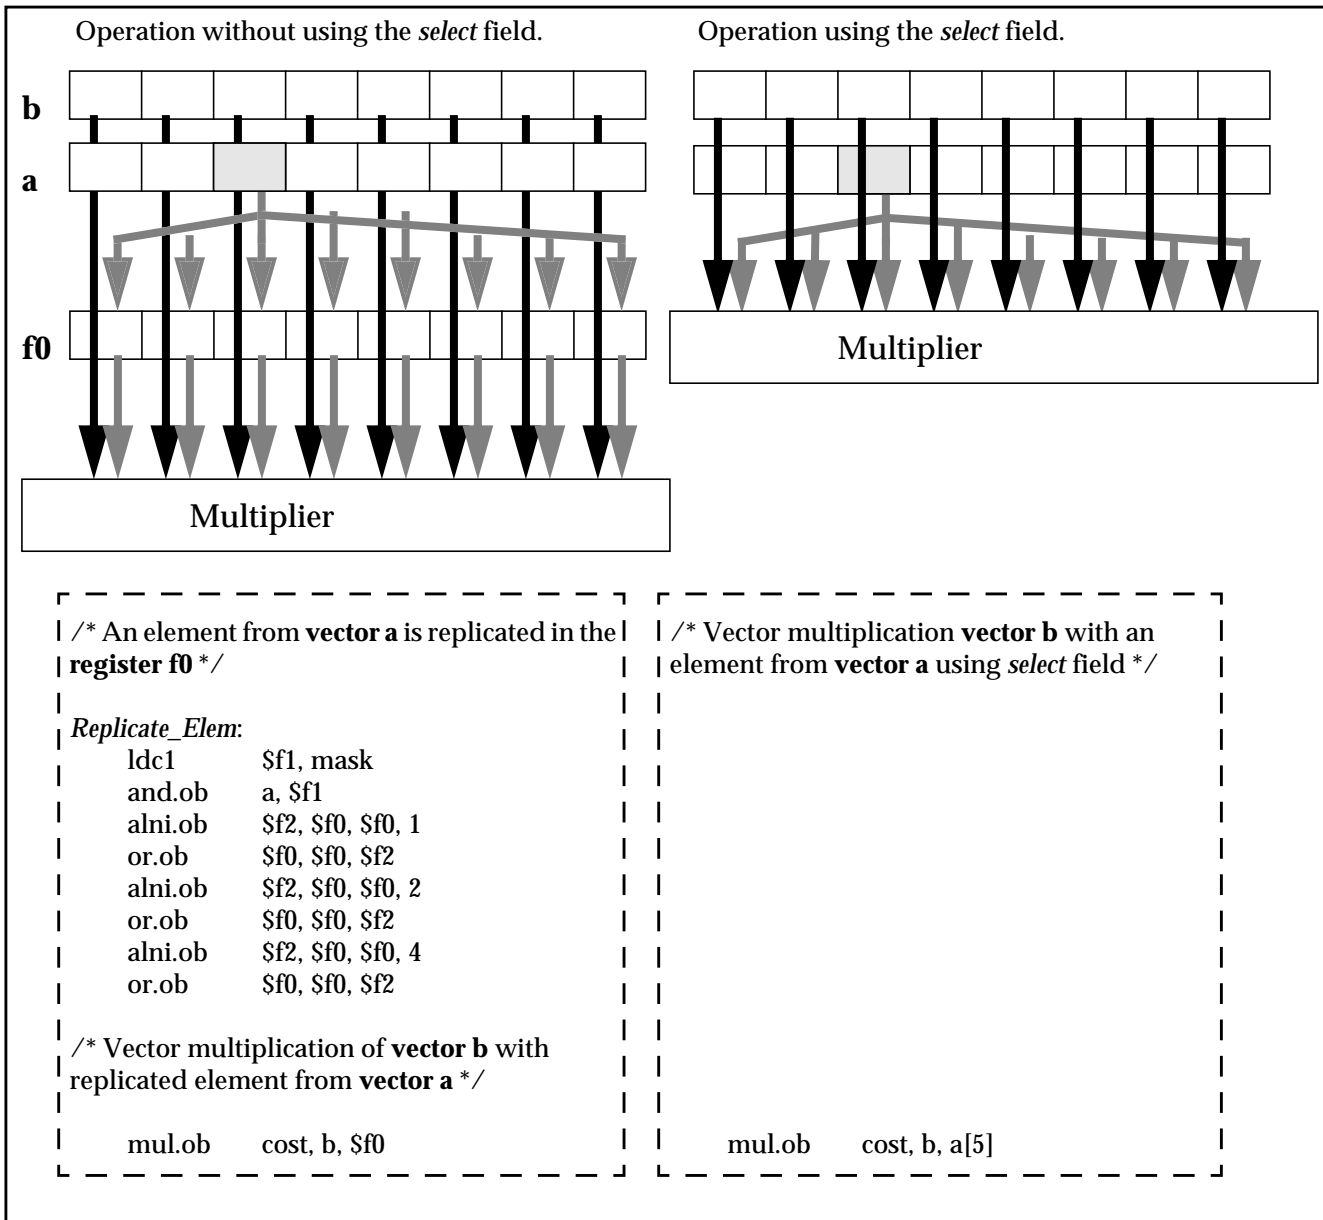 Operation without using the select field.
Operation using the select field.
b
a
f0
Multiplier
Multiplier
/* An element from vector a is replicated in the
register f0 */
Replicate_Elem:
ldc1 $f1, mask
and.ob a, $f1
alni.ob $f2, $f0, $f0, 1
or.ob $f0, $f0, $f2
alni.ob $f2, $f0, $f0, 2
or.ob $f0, $f0, $f2
alni.ob $f2, $f0, $f0, 4
or.ob $f0, $f0, $f2
/* Vector multiplication of vector b with
replicated element from vector a */
mul.ob cost, b, $f0
/* Vector multiplication vector b with an
element from vector a using select field */
mul.ob cost, b, a[5]